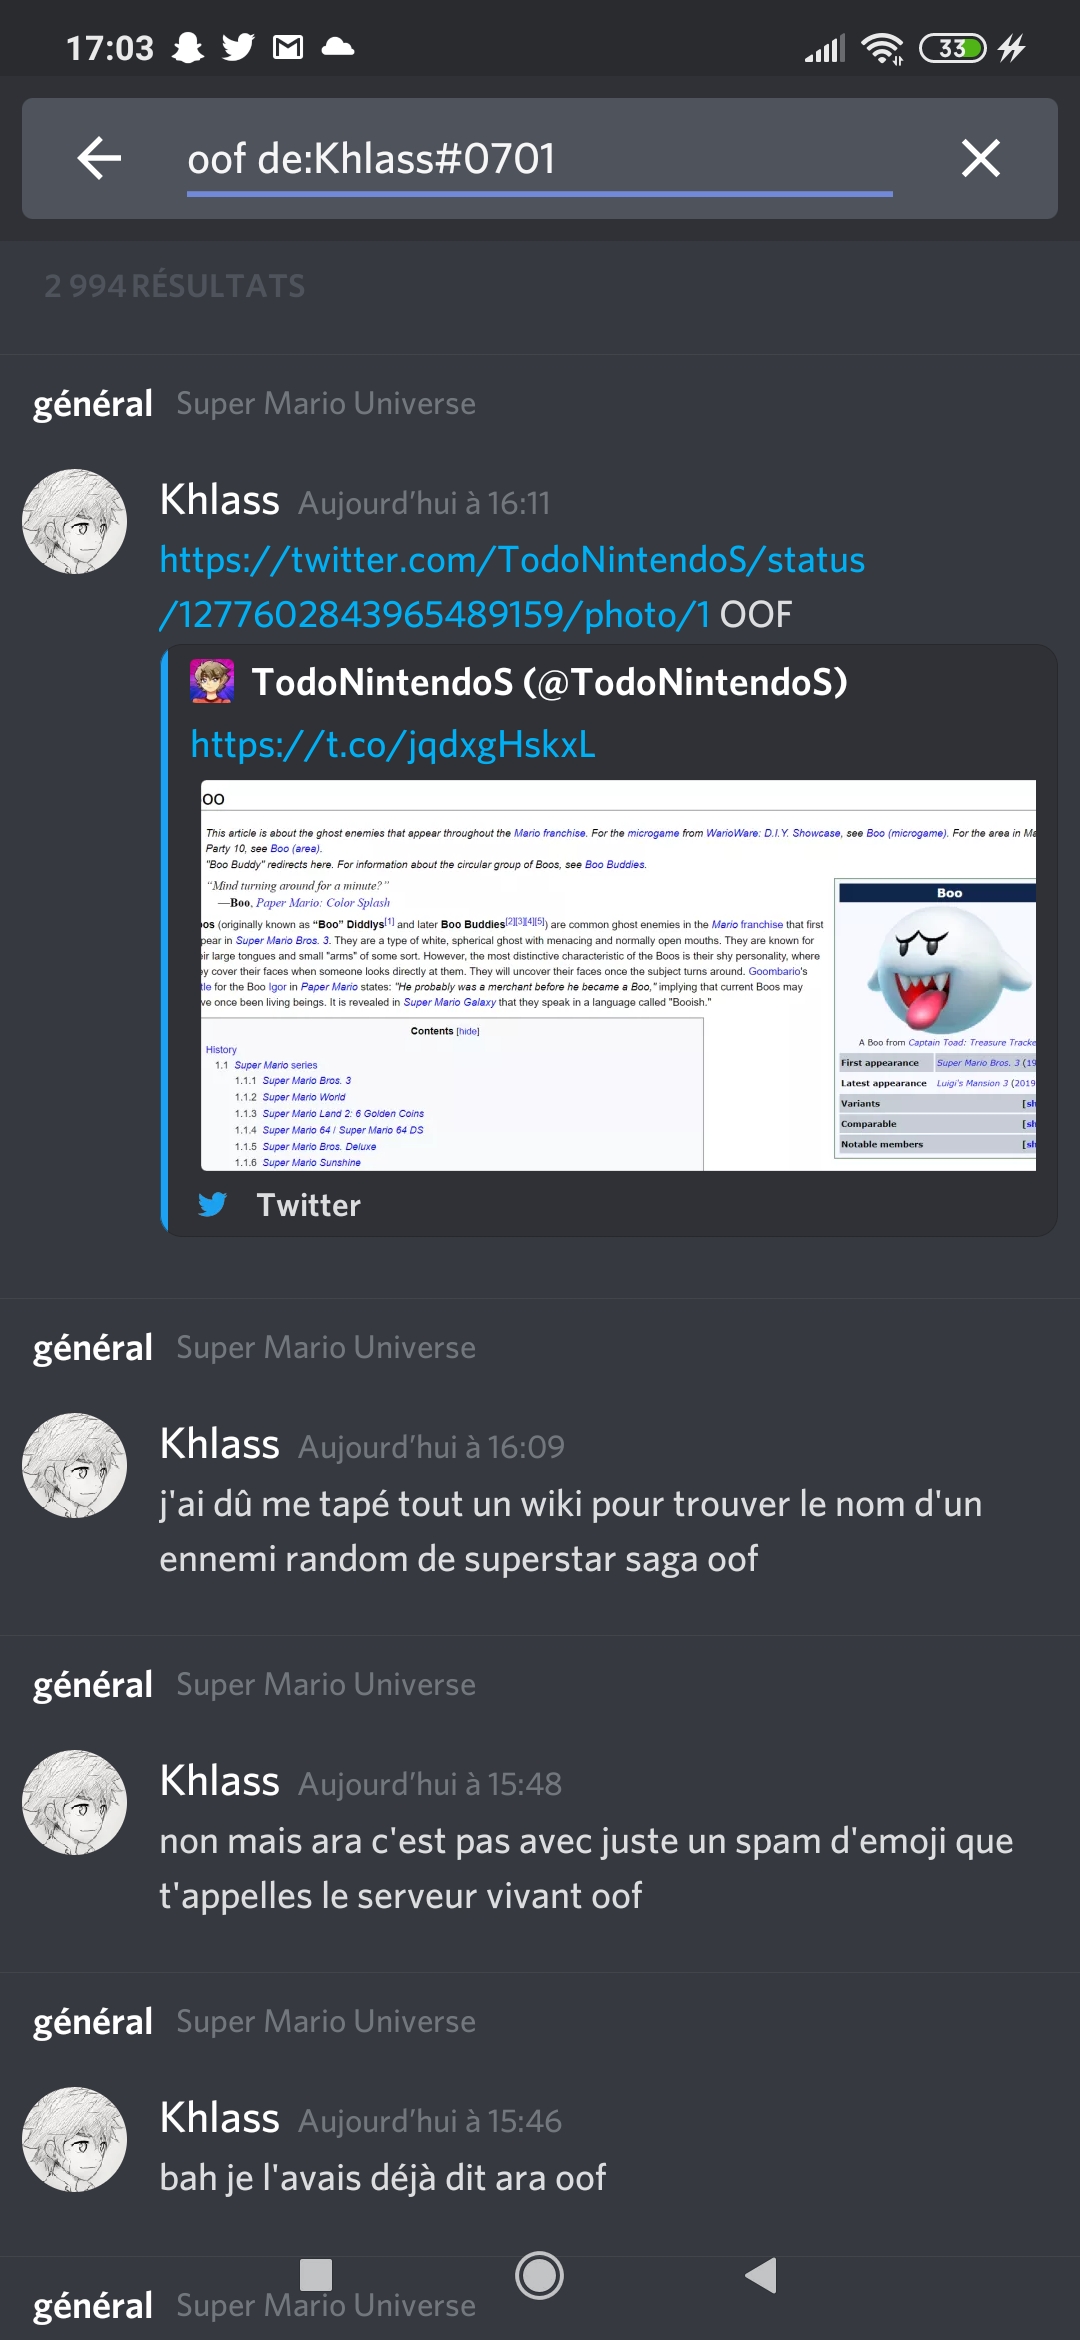 17:03
33
oof de:Khlass#0701
2 994 RÉSULTATS
général Super Mario Universe
Khlass Aujourd'hui à 16:11
https://twitter.com/TodoNintendoS/status
/1277602843965489159/photo/1 OOF
TodoNintendoS (@TodoNintendoS)
https://t.co/jqdxgHskxL
oo
This article is about the ghost enemies that appear throughout the Mario franchise. For the microgame from WarioWare: D.I.Y. Showcase, see Boo (microgame). For the area in Ma
Party 10, see Boo (area).
"Boo Buddy" redirects here. For information about the circular group of Boos, see Boo Buddies.
"Mind turning around for a minute?"
—Boo, Paper Mario: Color Splash
os (originally known as "Boo" Diddlys[1] and later Boo Buddies[2][3][4][5]) are common ghost enemies in the Mario franchise that first
pear in Super Mario Bros. 3. They are a type of white, spherical ghost with menacing and normally open mouths. They are known for
eir large tongues and small "arms" of some sort. However, the most distinctive characteristic of the Boos is their shy personality, where
ey cover their faces when someone looks directly at them. They will uncover their faces once the subject turns around. Goombario's
tle for the Boo Igor in Paper Mario states: "He probably was a merchant before he became a Boo," implying that current Boos may
ve once been living beings. It is revealed in Super Mario Galaxy that they speak in a language called "Booish."
Contents [hide]
History
1.1 Super Mario series
1.1.1 Super Mario Bros. 3
1.1.2 Super Mario World
1.1.3 Super Mario Land 2: 6 Golden Coins
1.1.4 Super Mario 64 / Super Mario 64 DS
1.1.5 Super Mario Bros. Deluxe
1.1.6 Super Mario Sunshine
Boo
A Boo from Captain Toad: Treasure Tracke
First appearance Super Mario Bros. 3 (19
Latest appearance Luigi's Mansion 3 (2019
Variants [sh
Comparable [sh
Notable members [sh
Twitter
général Super Mario Universe
Khlass Aujourd'hui à 16:09
j'ai dû me tapé tout un wiki pour trouver le nom d'un
ennemi random de superstar saga oof
général Super Mario Universe
Khlass Aujourd'hui à 15:48
non mais ara c'est pas avec juste un spam d'emoji que
t'appelles le serveur vivant oof
général Super Mario Universe
Khlass Aujourd'hui à 15:46
bah je l'avais déjà dit ara oof
général Super Mario Universe